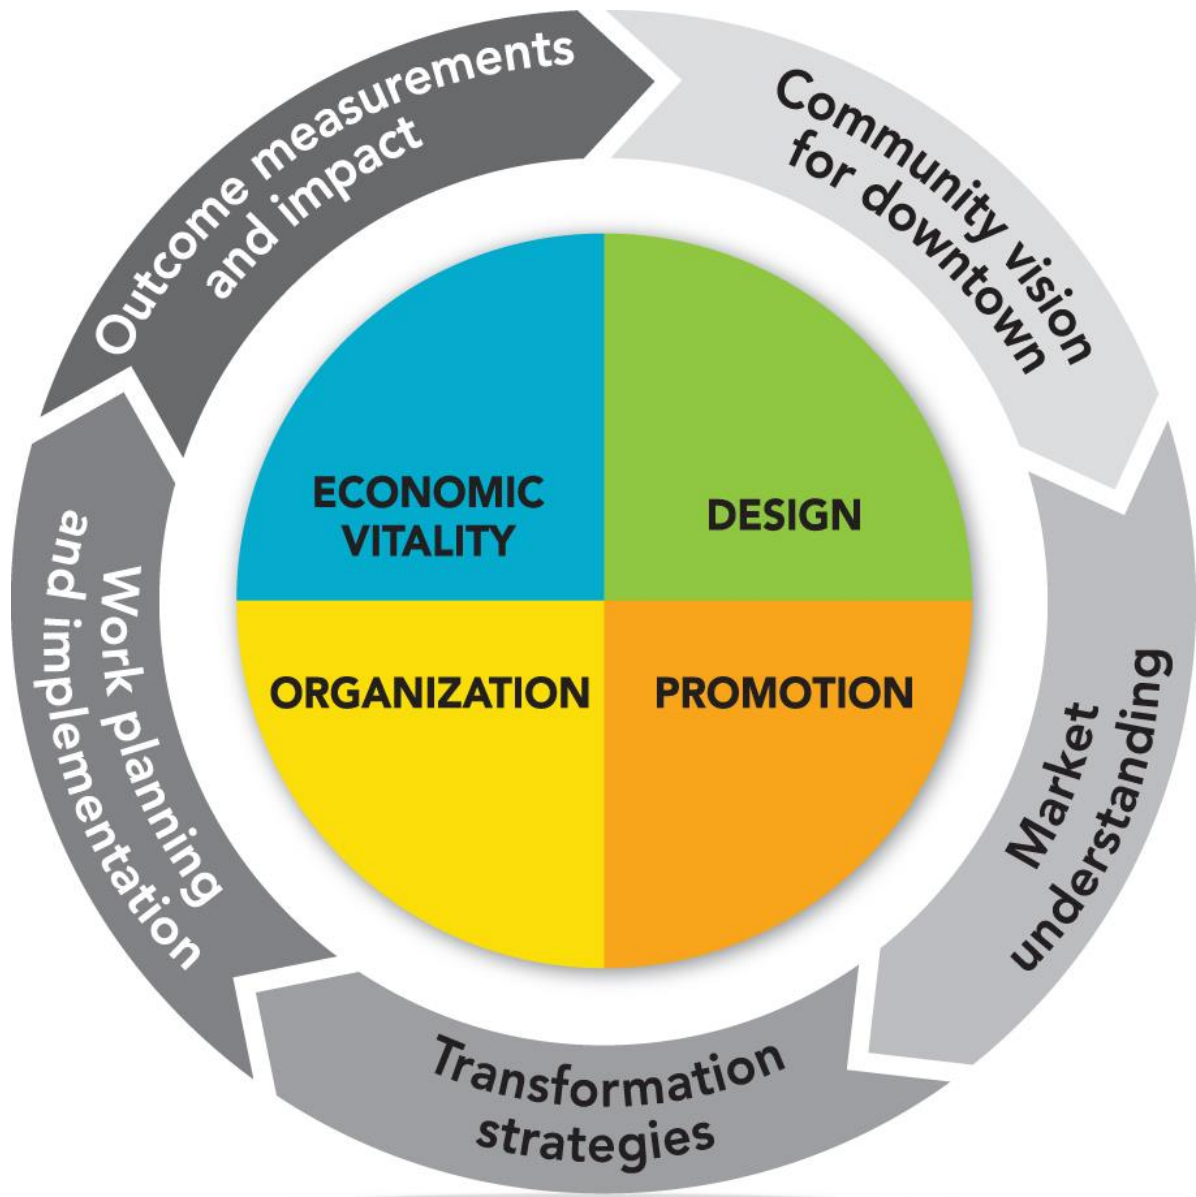 Outcome measurements
and impact
Community vision
for downtown
Market
understanding
Transformation
strategies
Work planning
and implementation
ECONOMIC
VITALITY
DESIGN
ORGANIZATION
PROMOTION